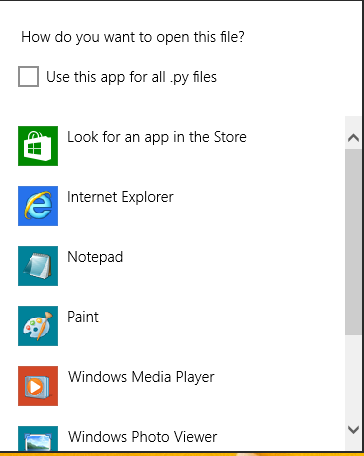 How do you want to open this file?
Use this app for all .py files
Look for an app in the Store
Internet Explorer
Notepad
Paint
Windows Media Player
Windows Photo Viewer